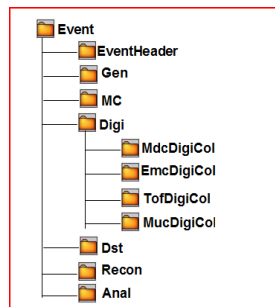 Event
EventHeader
Gen
MC
Digi
MdcDigiCol
EmcDigiCol
TofDigiCol
MucDigiCol
Dst
Recon
Anal